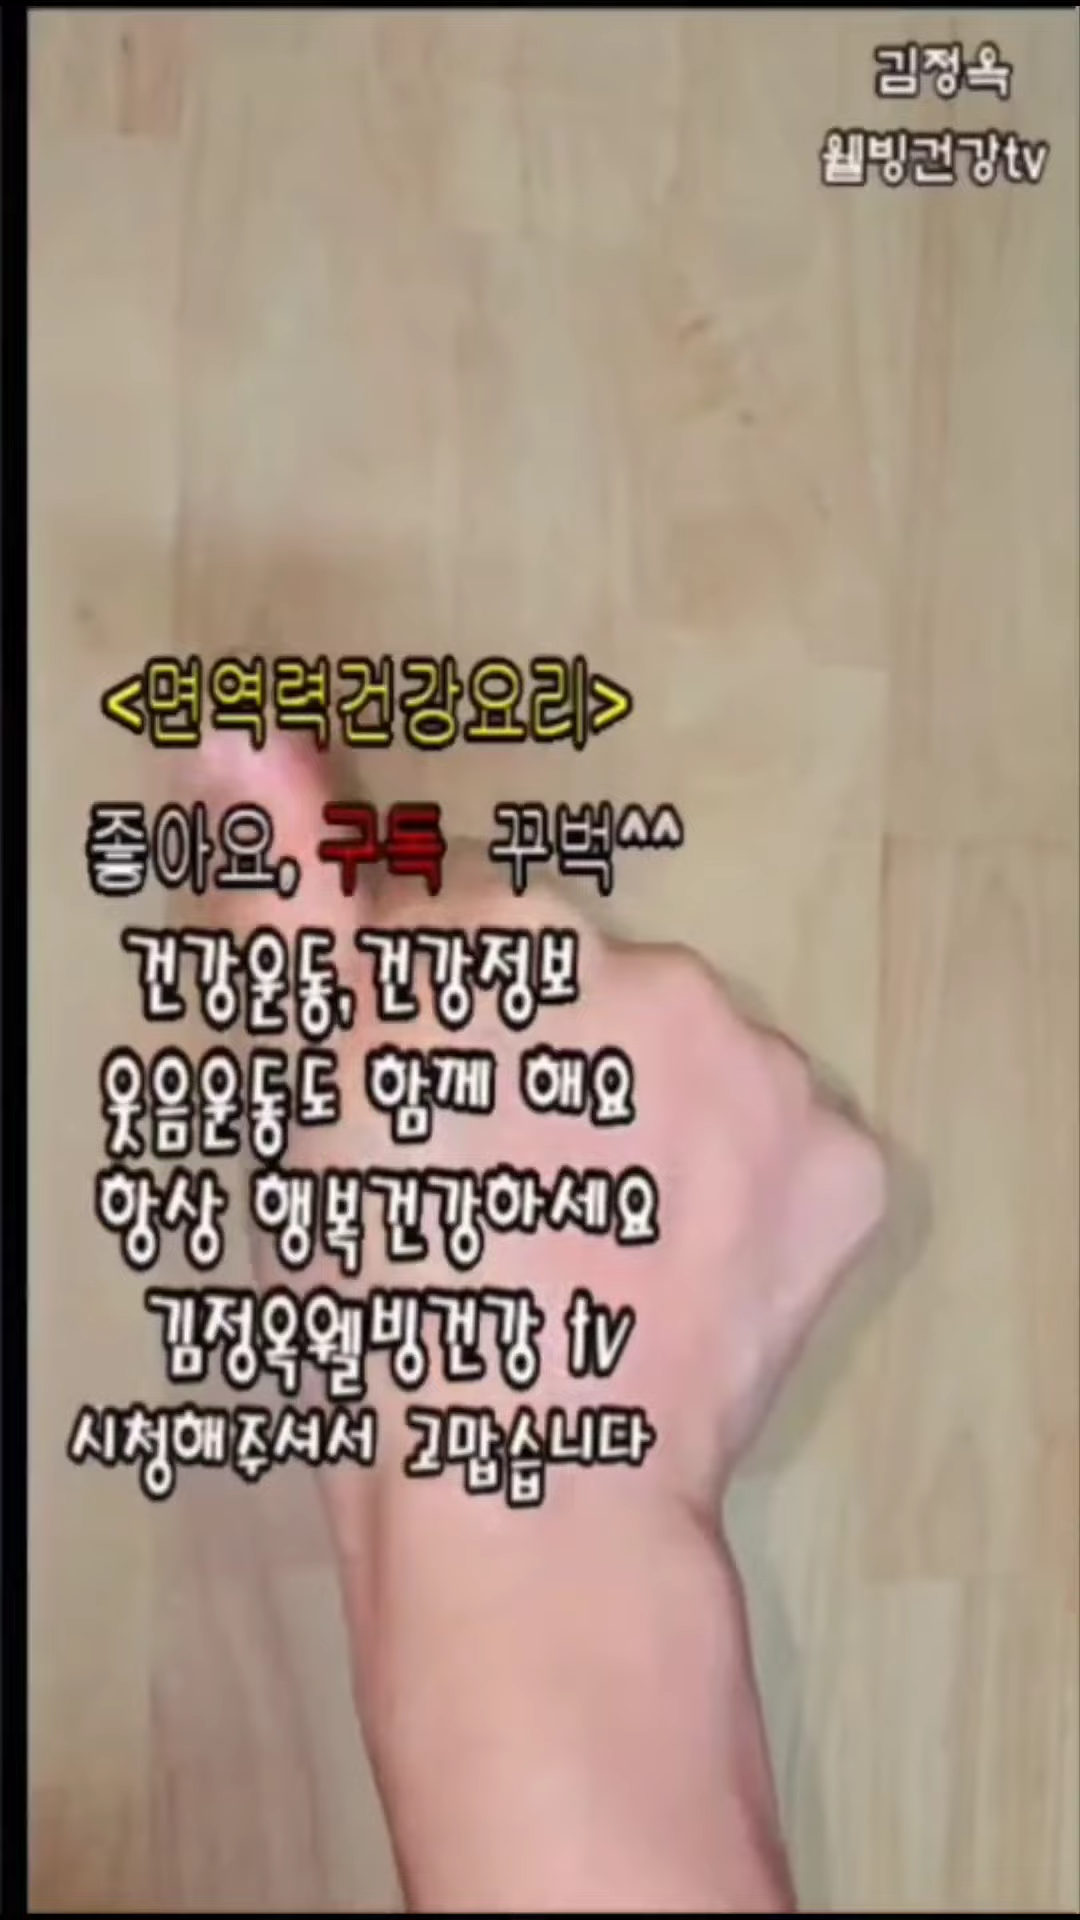 김정옥
웰빙건강tv
<면역력건강요리>
좋아요, 구독 꾸벅^^
건강운동, 건강정보
웃음운동도 함께 해요
항상 행복건강하세요
김정옥웰빙건강 tv
시청해주셔서 고맙습니다